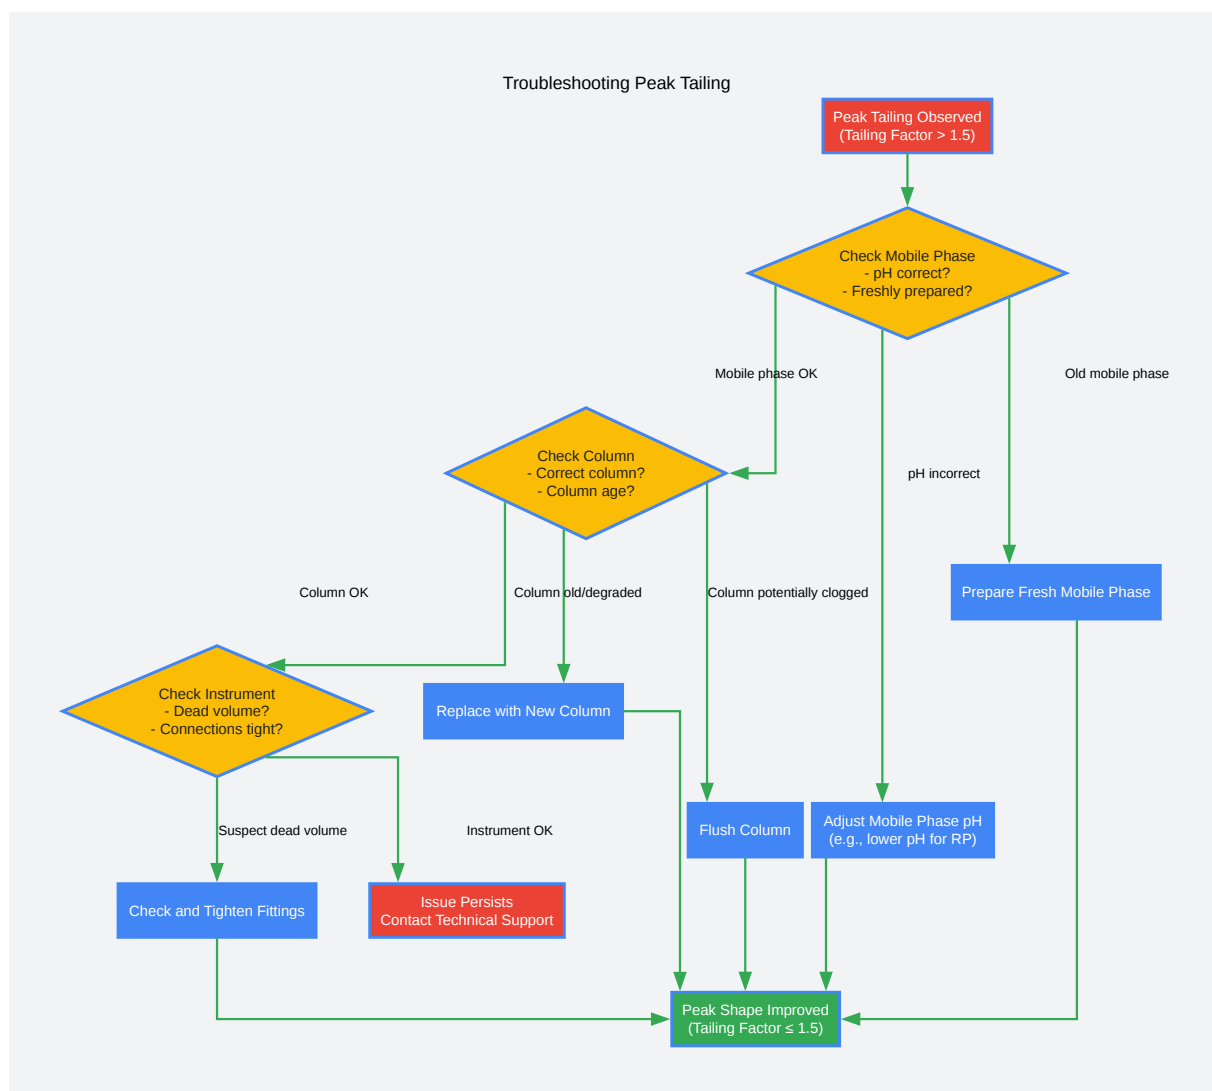 Troubleshooting Peak Tailing
Peak Tailing Observed
(Tailing Factor > 1.5)
Check Mobile Phase
- pH correct?
- Freshly prepared?
Mobile phase OK
Old mobile phase
Check Column
- Correct column?
- Column age?
pH incorrect
Column OK
Column old/degraded
Column potentially clogged
Prepare Fresh Mobile Phase
Check Instrument
- Dead volume?
- Connections tight?
Replace with New Column
Suspect dead volume
Instrument OK
Flush Column
Adjust Mobile Phase pH
(e.g., lower pH for RP)
Check and Tighten Fittings
Issue Persists
Contact Technical Support
Peak Shape Improved
(Tailing Factor ≤ 1.5)